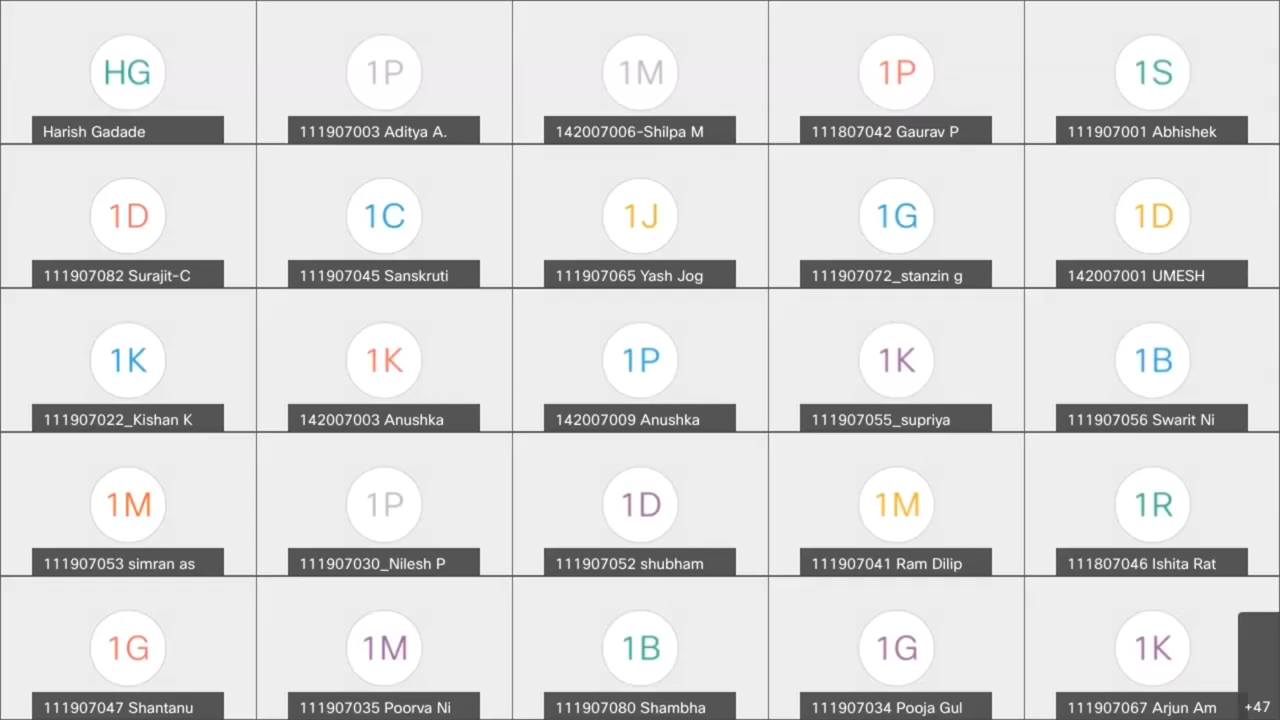 HG
1P
1M
1P
1S
Harish Gadade
111907003 Aditya A.
142007006-Shilpa M
111807042 Gaurav P
111907001 Abhishek
1D
1C
1J
1G
1D
111907082 Surajit-C
111907045 Sanskruti
111907065 Yash Jog
111907072_stanzin g
142007001 UMESH
1K
1K
1P
1K
1B
111907022_Kishan K
142007003 Anushka
142007009 Anushka
111907055_supriya
111907056 Swarit Ni
1M
1P
1D
1M
1R
111907053 simran as
111907030_Nilesh P
111907052 shubham
111907041 Ram Dilip
111807046 Ishita Rat
1G
1M
1B
1G
1K
111907047 Shantanu
111907035 Poorva Ni
111907080 Shambha
111907034 Pooja Gul
111907067 Arjun Am
+47